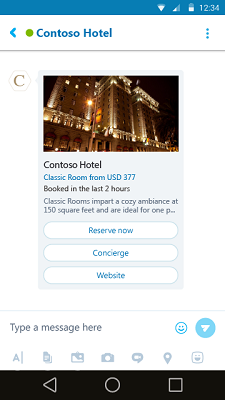 12:34
Contoso Hotel
C
Contoso Hotel
Classic Room from USD 377
Booked in the last 2 hours
Classic Rooms impart a cozy ambiance at
150 square feet and are ideal for one p...
Reserve now
Concierge
Website
Type a message here
A